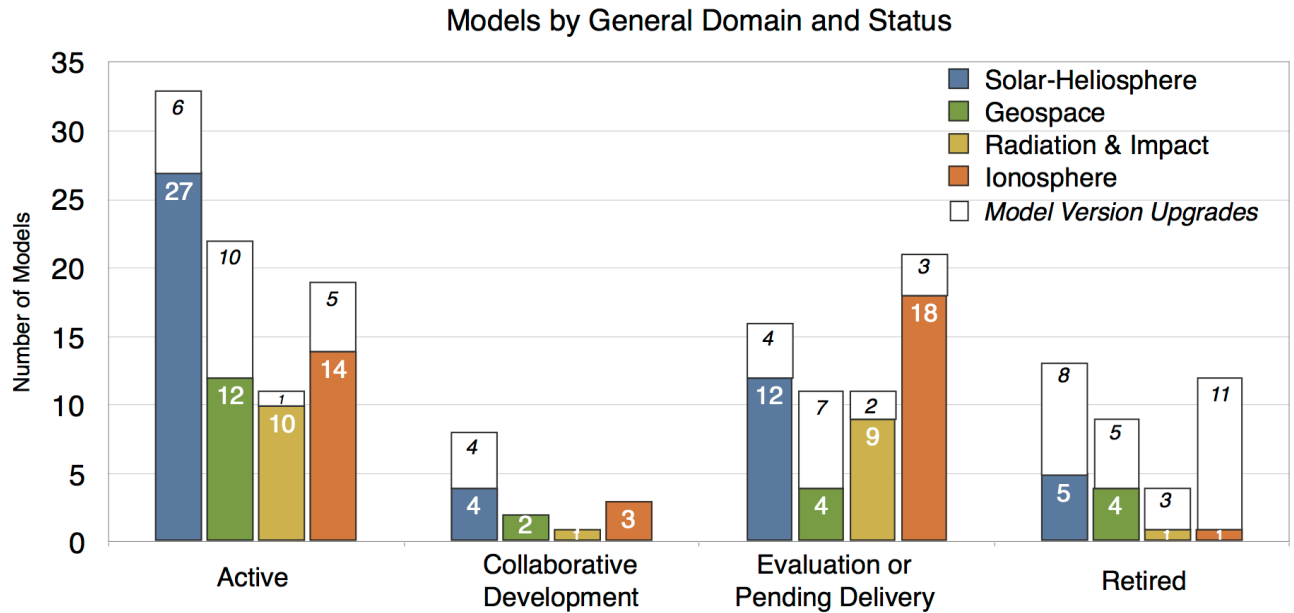 Models by General Domain and Status
Number of Models
35
30
25
20
15
10
5
0
Solar-Heliosphere
Geospace
Radiation & Impact
Ionosphere
Model Version Upgrades
6
27
10
12
1
10
5
14
4
4
2
1
3
4
12
7
4
2
9
3
18
8
5
5
4
3
1
11
1
Active
Collaborative
Development
Evaluation or
Pending Delivery
Retired